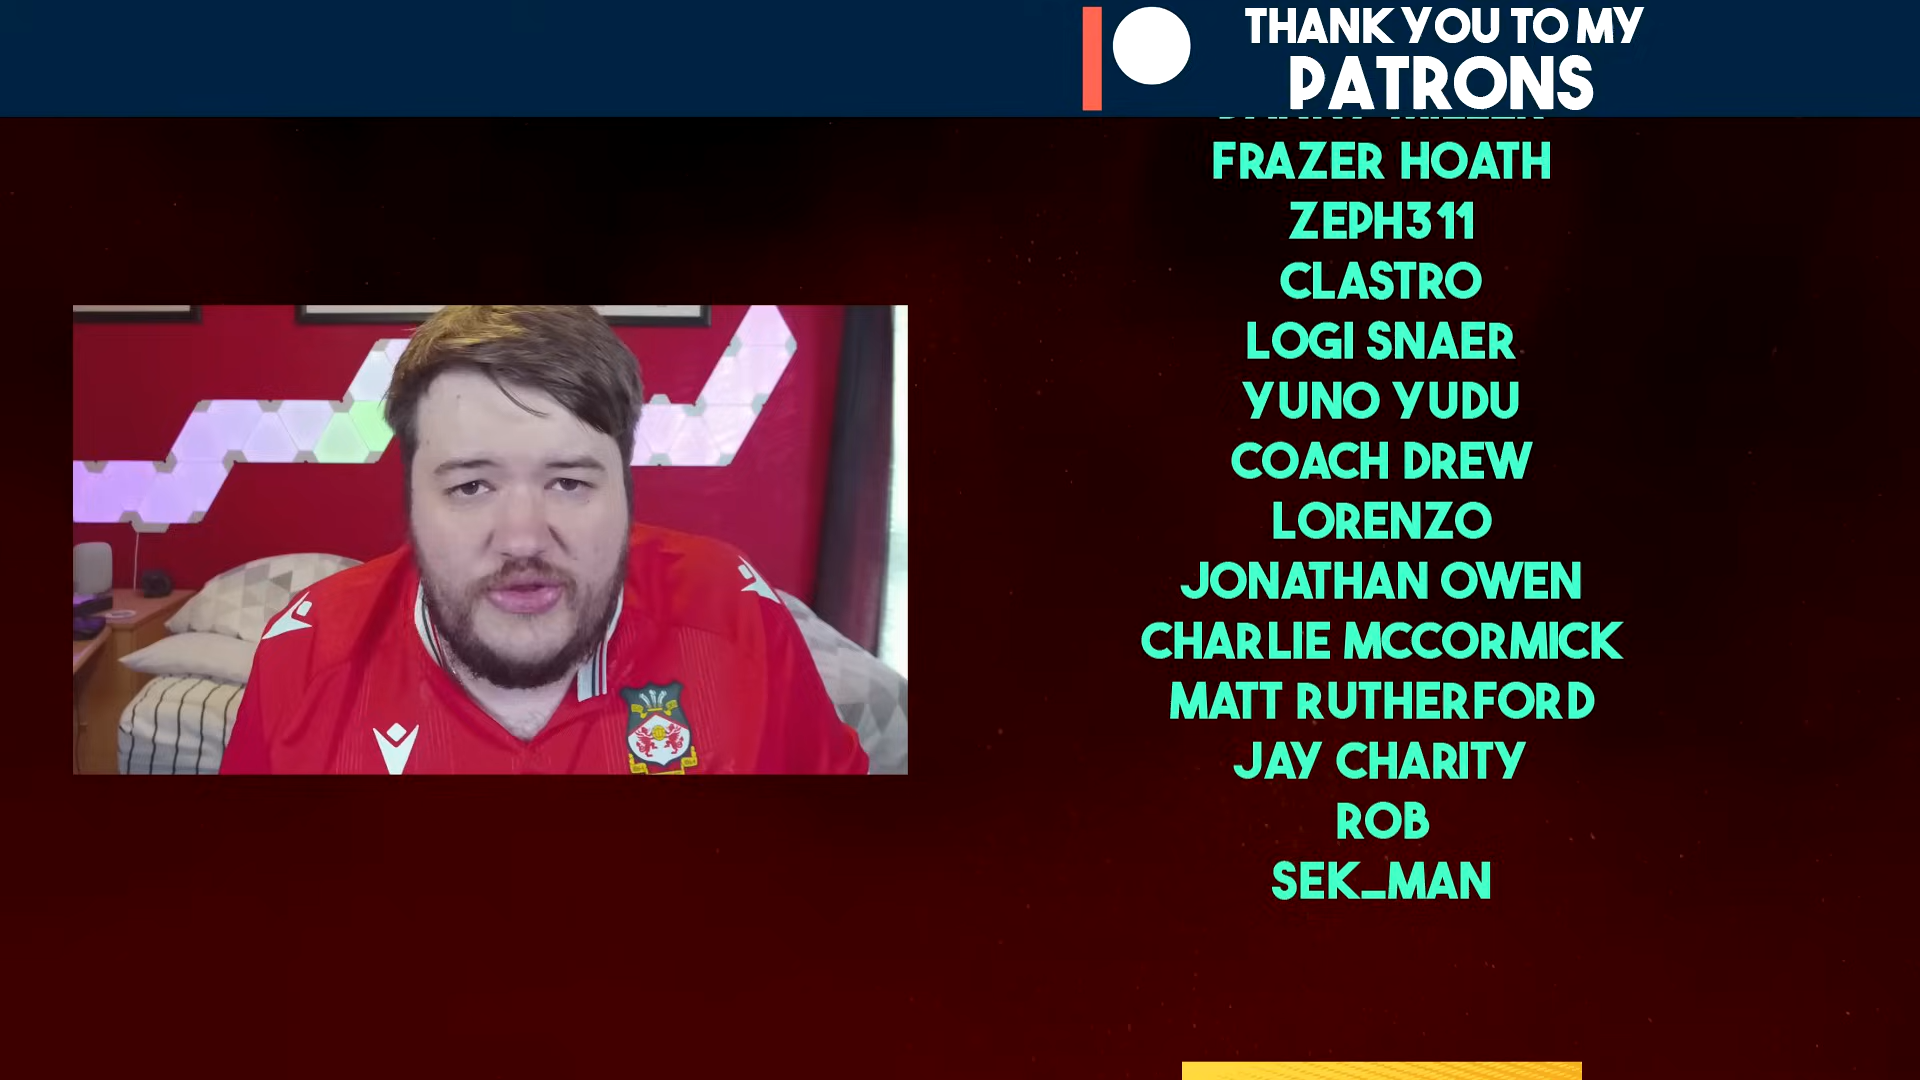 THANK YOU TO MY
PATRONS
FRAZER HOATH
ZEPH311
CLASTRO
LOGI SNAER
YUNO YUDU
COACH DREW
LORENZO
JONATHAN OWEN
CHARLIE MCCORMICK
MATT RUTHERFORD
JAY CHARITY
ROB
SEK_MAN